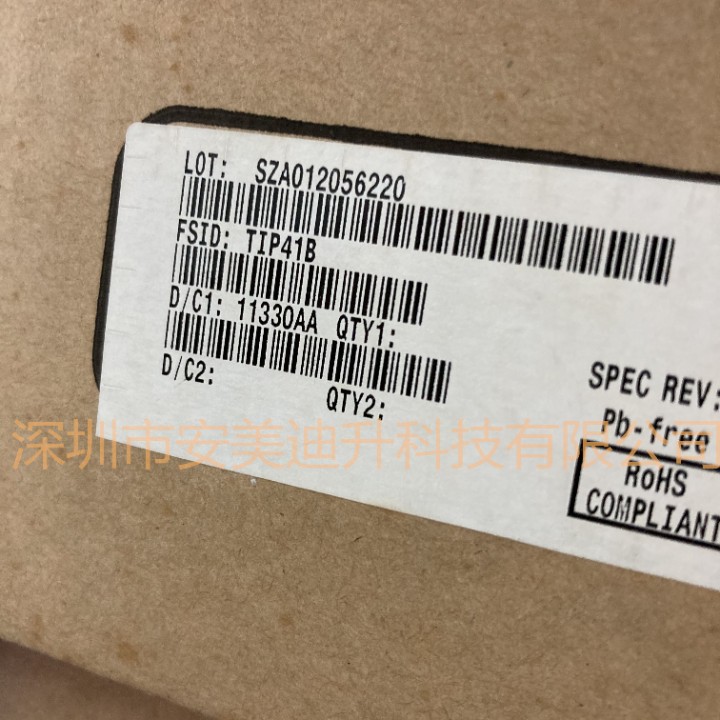 LOT: SZA012056220
FSID: TIP41B
D/C1: 11330AA QTY1:
D/C2:
QTY2:
SPEC REV:
Pb-free
RoHS
COMPLIANT
深圳市安美迪升科技有限公司